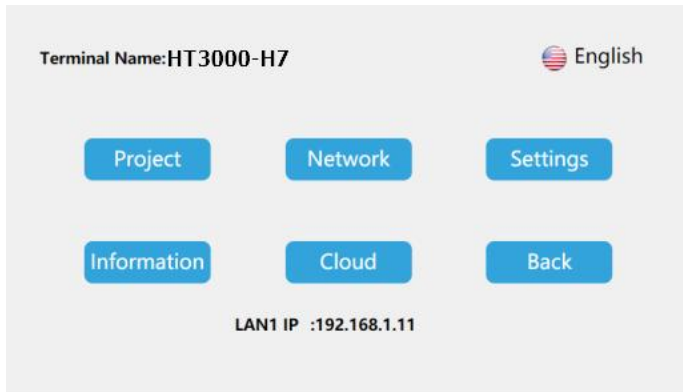 Terminal Name:HT3000-H7 English
Project Network Settings
Information Cloud Back
LAN1 IP :192.168.1.11